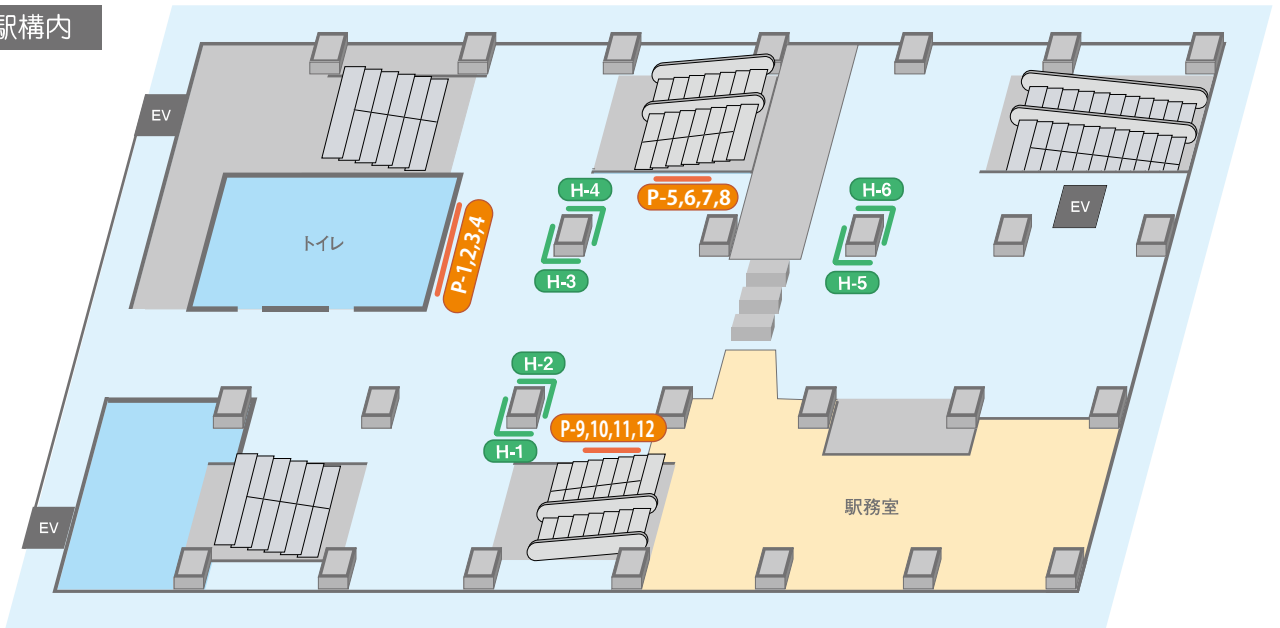 駅構内
EV
H-4
P-5,6,7,8
H-6
EV
P-1,2,3,4
トイレ
H-3
H-5
H-2
P-9,10,11,12
H-1
駅務室
EV